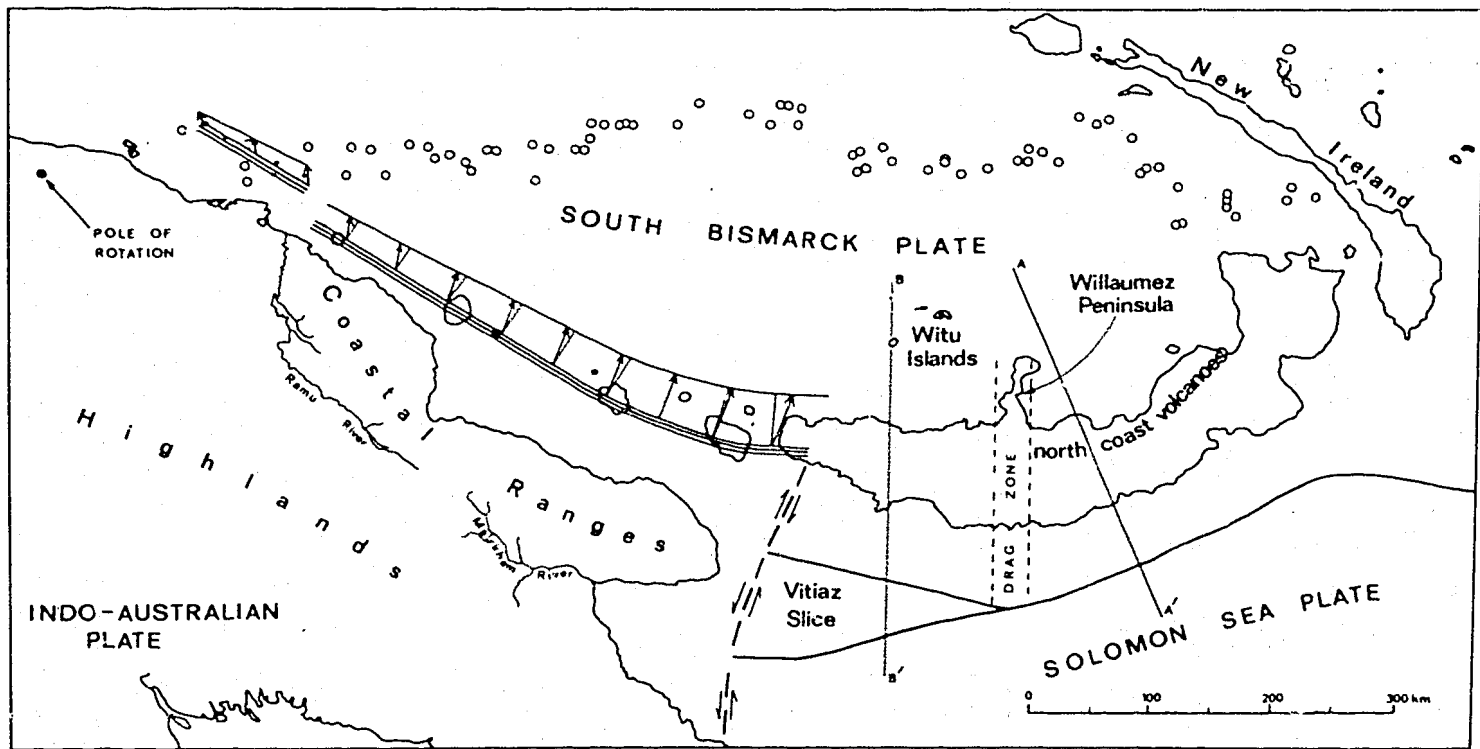 New Ireland
POLE OF
ROTATION
SOUTH BISMARCK PLATE
Coastal
Ranges
Ramu
River
Highlands
Markham
River
B
A
Witu
Islands
Willaumez
Peninsula
north coast volcanoes
DRAG ZONE
Vitiaz
Slice
INDO-AUSTRALIAN
PLATE
B'
A'
SOLOMON SEA PLATE
0 100 200 300 km